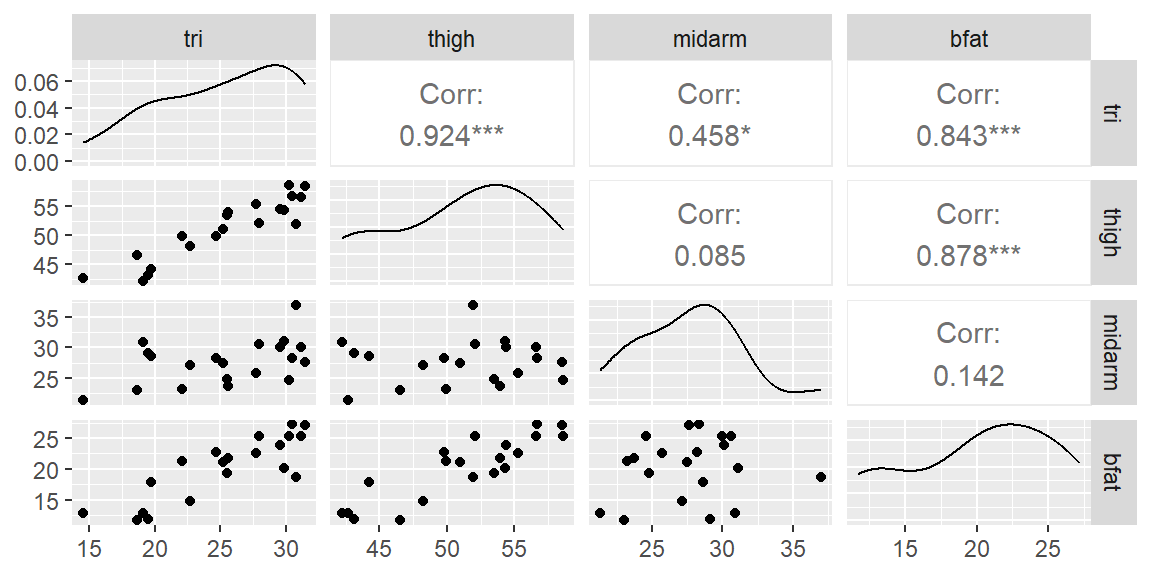 tri thigh midarm bfat
0.06
0.04
0.02
0.00
Corr:
0.924***
Corr:
0.458*
Corr:
0.843***
tri
55
50
45
Corr:
0.085
Corr:
0.878***
thigh
35
30
25
Corr:
0.142
midarm
25
20
15
bfat
15 20 25 30 45 50 55 25 30 35 15 20 25